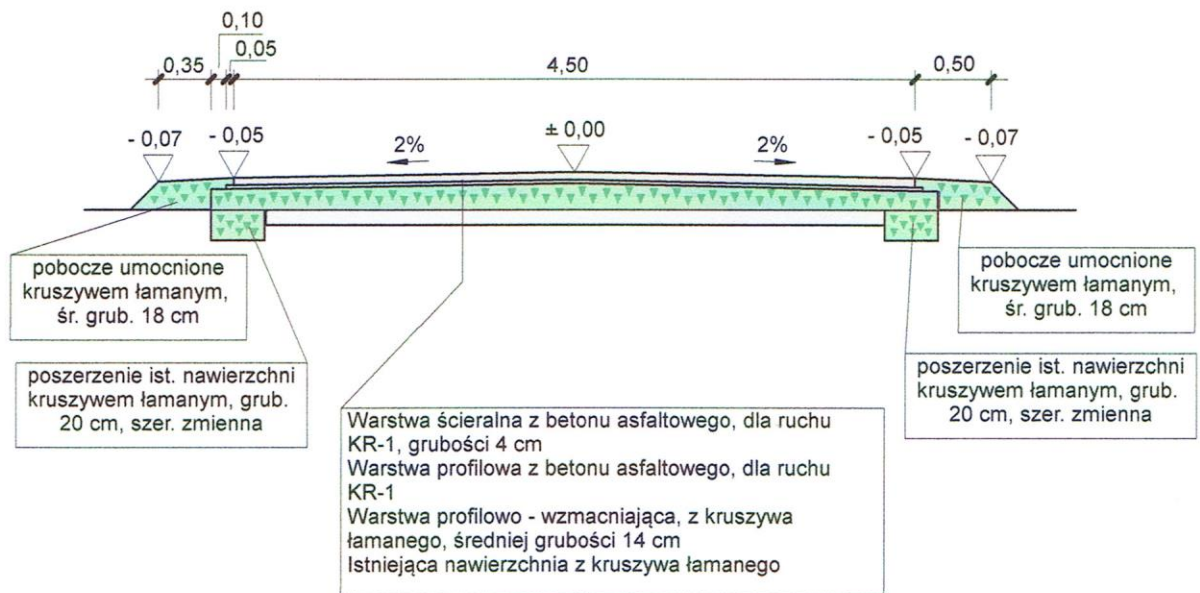 0,10
0,05
0,35
4,50
0,50
- 0,07
- 0,05
± 0,00
- 0,05
- 0,07
2%
2%
pobocze umocnione
kruszywem łamanym,
śr. grub. 18 cm
pobocze umocnione
kruszywem łamanym,
śr. grub. 18 cm
poszerzenie ist. nawierzchni
kruszywem łamanym, grub.
20 cm, szer. zmienna
poszerzenie ist. nawierzchni
kruszywem łamanym, grub.
20 cm, szer. zmienna
Warstwa ścieralna z betonu asfaltowego, dla ruchu
KR-1, grubości 4 cm
Warstwa profilowa z betonu asfaltowego, dla ruchu
KR-1
Warstwa profilowo - wzmacniająca, z kruszywa
łamanego, średniej grubości 14 cm
Istniejąca nawierzchnia z kruszywa łamanego